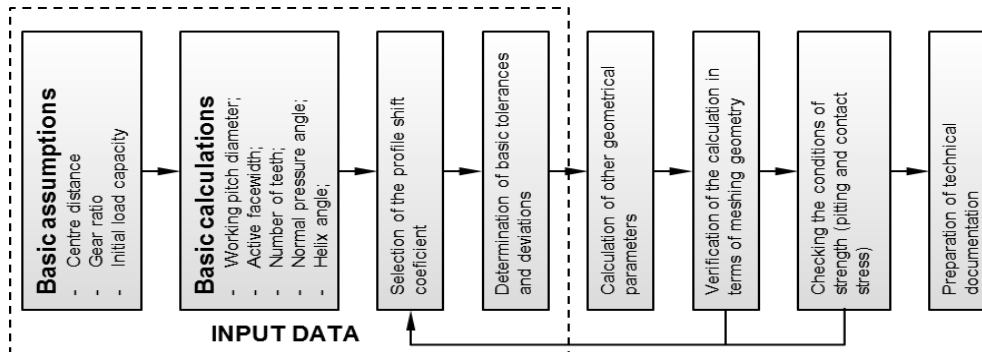 Basic assumptions
- Centre distance
- Gear ratio
- Initial load capacity
Basic calculations
- Working pitch diameter;
- Active facewidth;
- Number of teeth;
- Normal pressure angle;
- Helix angle;
Selection of the profile shift
coeficient
Determination of basic tolerances
and deviations
Calculation of other geometrical
parameters
Verification of the calculation in
terms of meshing geometry
Checking the conditions of
strength (pitting and contact
stress)
Preparation of technical
documentation
INPUT DATA